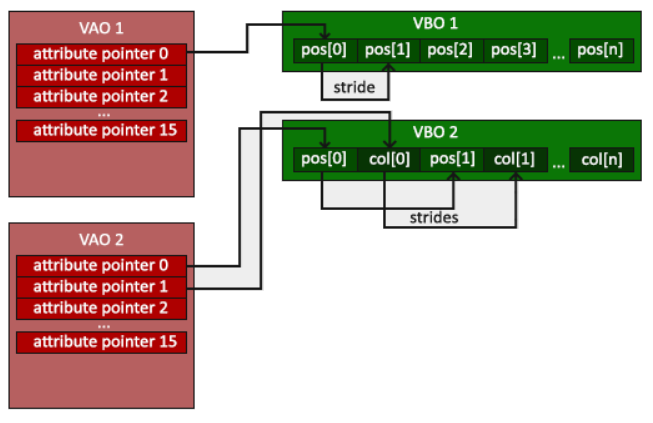 VAO 1
attribute pointer 0
attribute pointer 1
attribute pointer 2
...
attribute pointer 15
VBO 1
pos[0] pos[1] pos[2] pos[3] ... pos[n]
stride
VBO 2
pos[0] col[0] pos[1] col[1] ... col[n]
strides
VAO 2
attribute pointer 0
attribute pointer 1
attribute pointer 2
...
attribute pointer 15